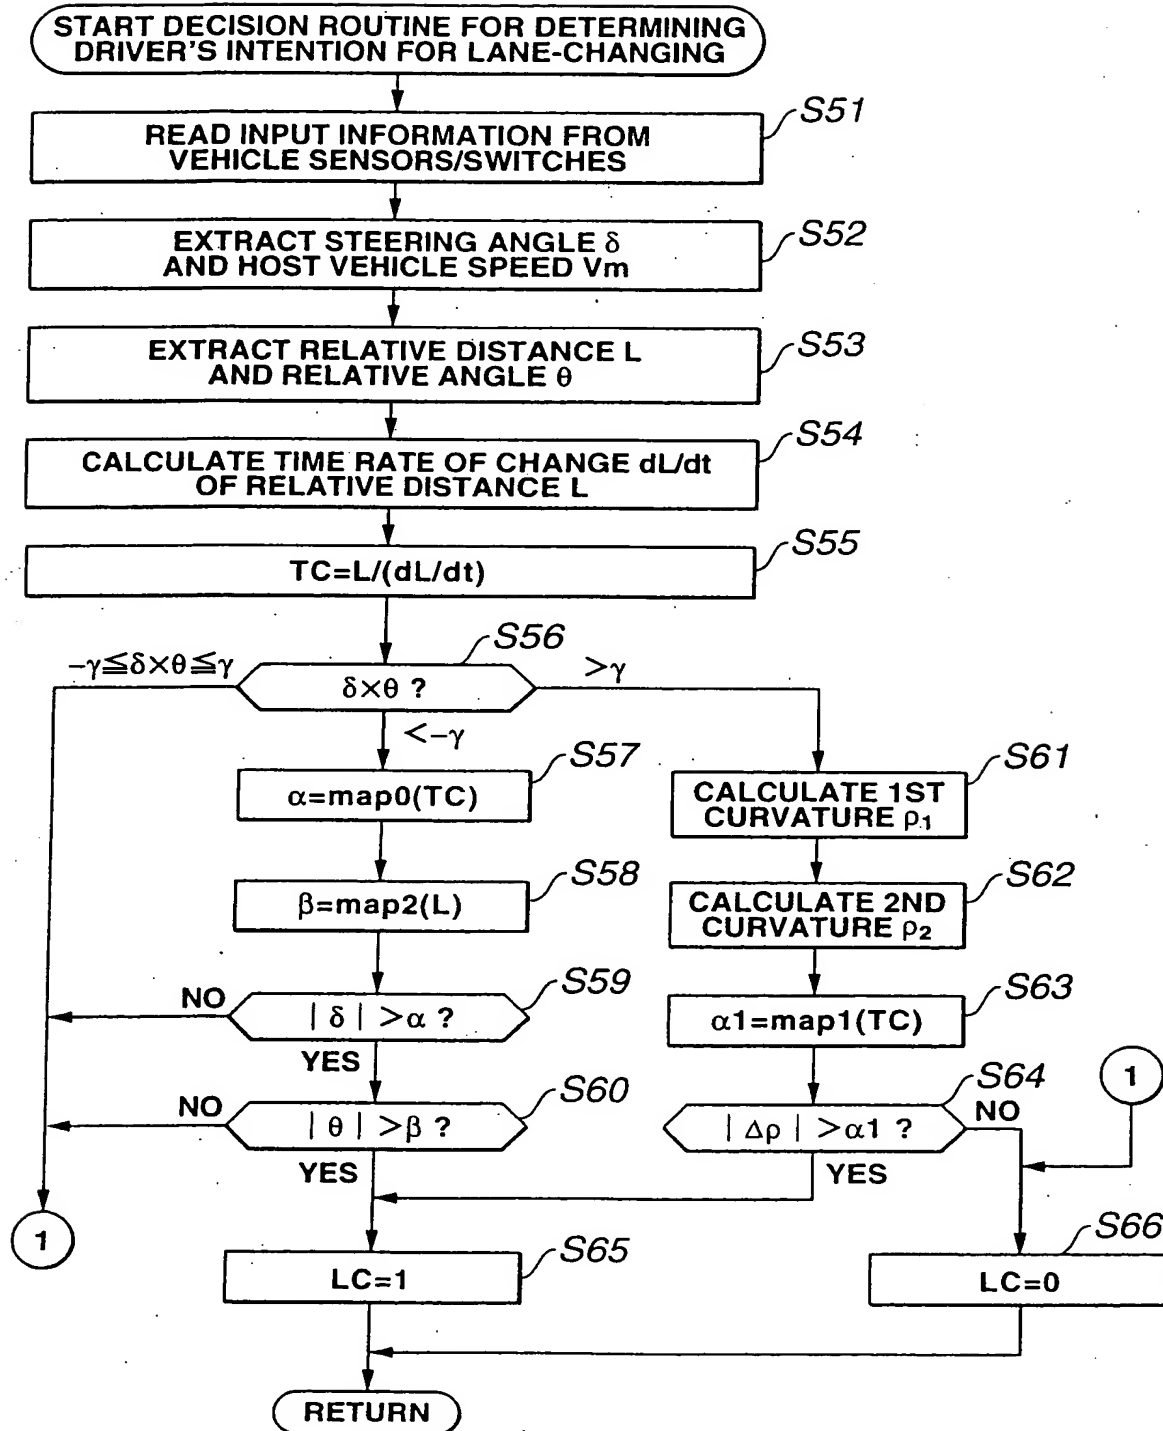 START DECISION ROUTINE FOR DETERMINING
DRIVER'S INTENTION FOR LANE-CHANGING
S51
READ INPUT INFORMATION FROM
VEHICLE SENSORS/SWITCHES
S52
EXTRACT STEERING ANGLE δ
AND HOST VEHICLE SPEED Vm
S53
EXTRACT RELATIVE DISTANCE L
AND RELATIVE ANGLE θ
S54
CALCULATE TIME RATE OF CHANGE dL/dt
OF RELATIVE DISTANCE L
S55
TC=L/(dL/dt)
S56
−γ≦δ×θ≦γ
δ×θ ?
>γ
<−γ
S57
α=map0(TC)
S58
β=map2(L)
S59
NO
| δ | >α ?
YES
S60
NO
| θ | >β ?
YES
1
S61
CALCULATE 1ST
CURVATURE ρ1
S62
CALCULATE 2ND
CURVATURE ρ2
S63
α1=map1(TC)
S64
1
| Δρ | >α1 ?
NO
YES
S65
LC=1
S66
LC=0
RETURN